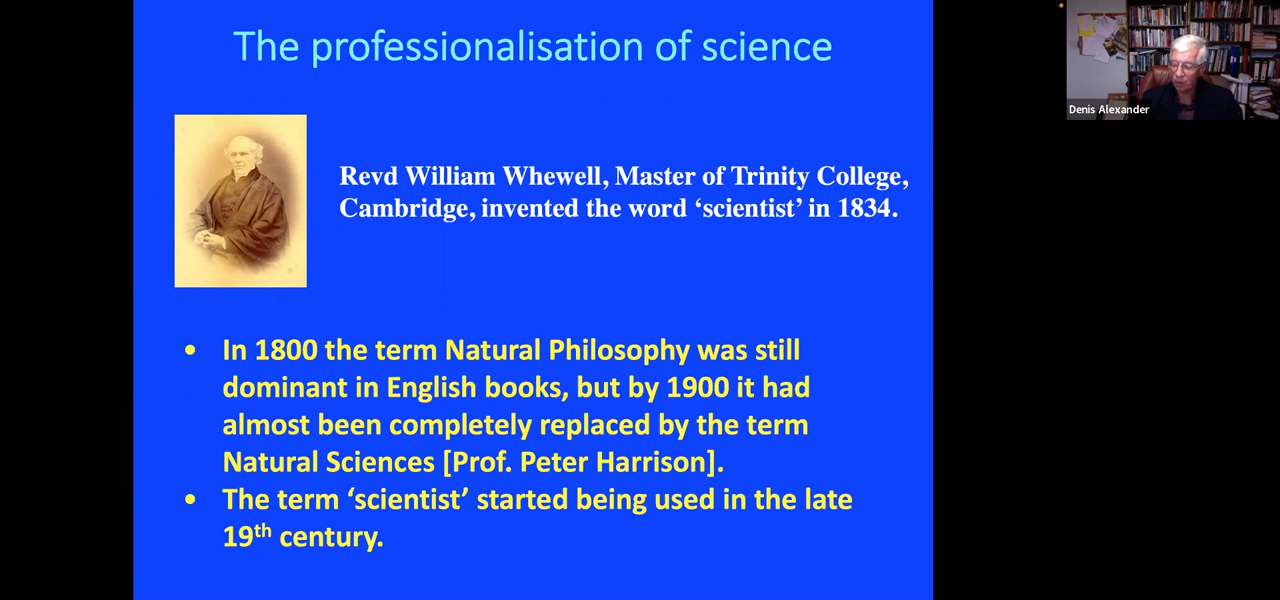 The professionalisation of science
Denis Alexander
Revd William Whewell, Master of Trinity College,
Cambridge, invented the word ‘scientist’ in 1834.
• In 1800 the term Natural Philosophy was still
dominant in English books, but by 1900 it had
almost been completely replaced by the term
Natural Sciences [Prof. Peter Harrison].
• The term ‘scientist’ started being used in the late
19th century.